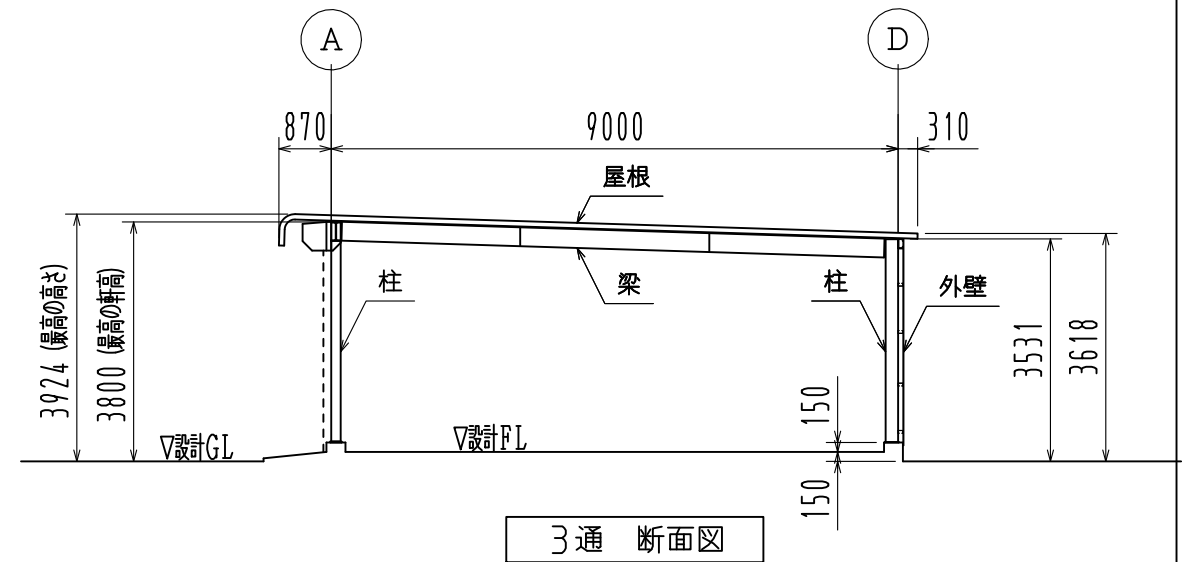 A
D
870
9000
310
屋根
柱
梁
柱
外壁
3924 (最高の高さ)
3800 (最高の軒高)
3531
3618
150
▽設計GL
▽設計FL
150
3通 断面図